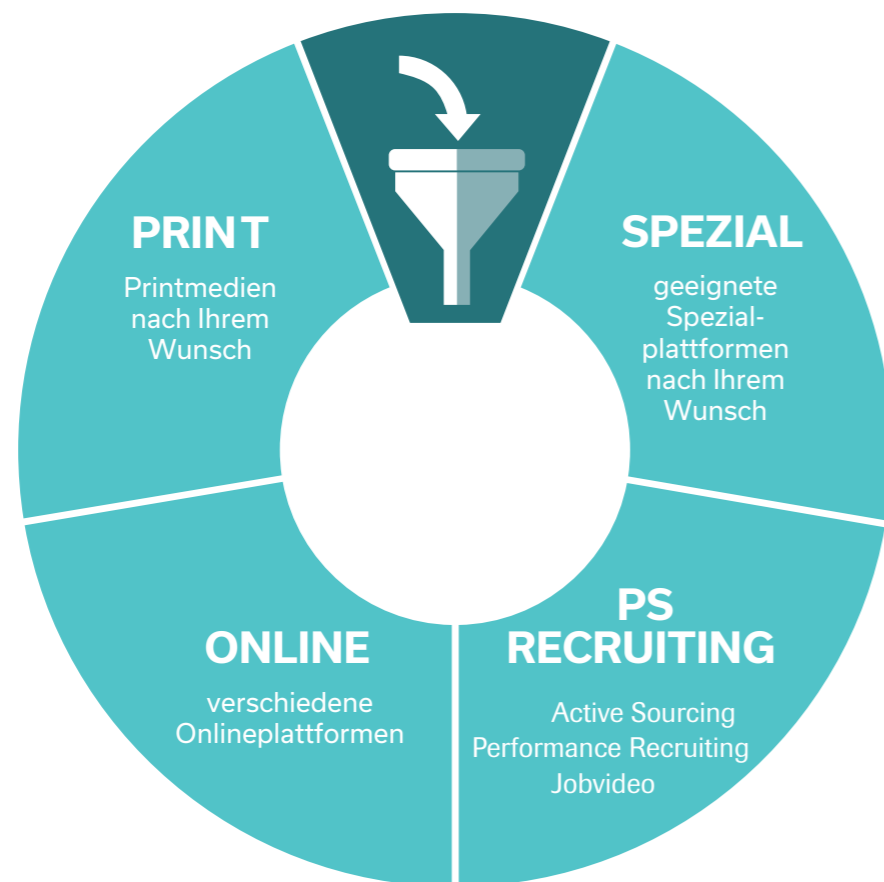 PRINT
Printmedien
nach Ihrem
Wunsch
SPEZIAL
geeignete
Spezial-
plattformen
nach Ihrem
Wunsch
ONLINE
verschiedene
Onlineplattformen
PS
RECRUITING
Active Sourcing
Performance Recruiting
Jobvideo